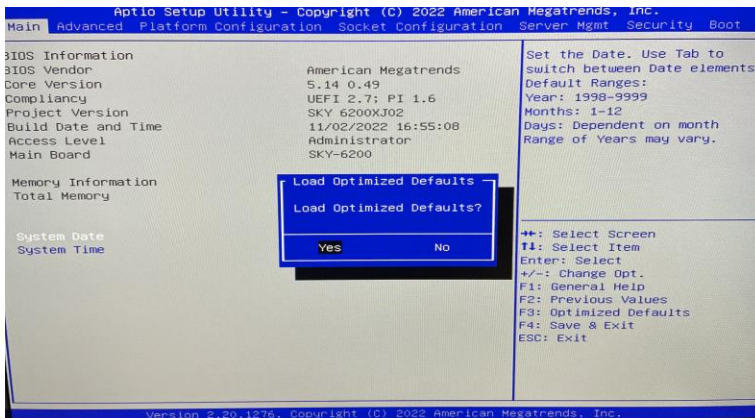 Aptio Setup Utility – Copyright (C) 2022 American Megatrends, Inc.
Main Advanced Platform Configuration Socket Configuration Server Mgmt Security Boot
BIOS Information
BIOS Vendor American Megatrends
Core Version 5.14 0.49
Compliancy UEFI 2.7; PI 1.6
Project Version SKY 6200XJ02
Build Date and Time 11/02/2022 16:55:08
Access Level Administrator
Main Board SKY-6200
Memory Information
Total Memory
System Date
System Time
Load Optimized Defaults
Load Optimized Defaults?
Yes No
Set the Date. Use Tab to
switch between Date elements
Default Ranges:
Year: 1998-9999
Months: 1-12
Days: Dependent on month
Range of Years may vary.
→←: Select Screen
↑↓: Select Item
Enter: Select
+/-: Change Opt.
F1: General Help
F2: Previous Values
F3: Optimized Defaults
F4: Save & Exit
ESC: Exit
Version 2.20.1276. Copyright (C) 2022 American Megatrends, Inc.